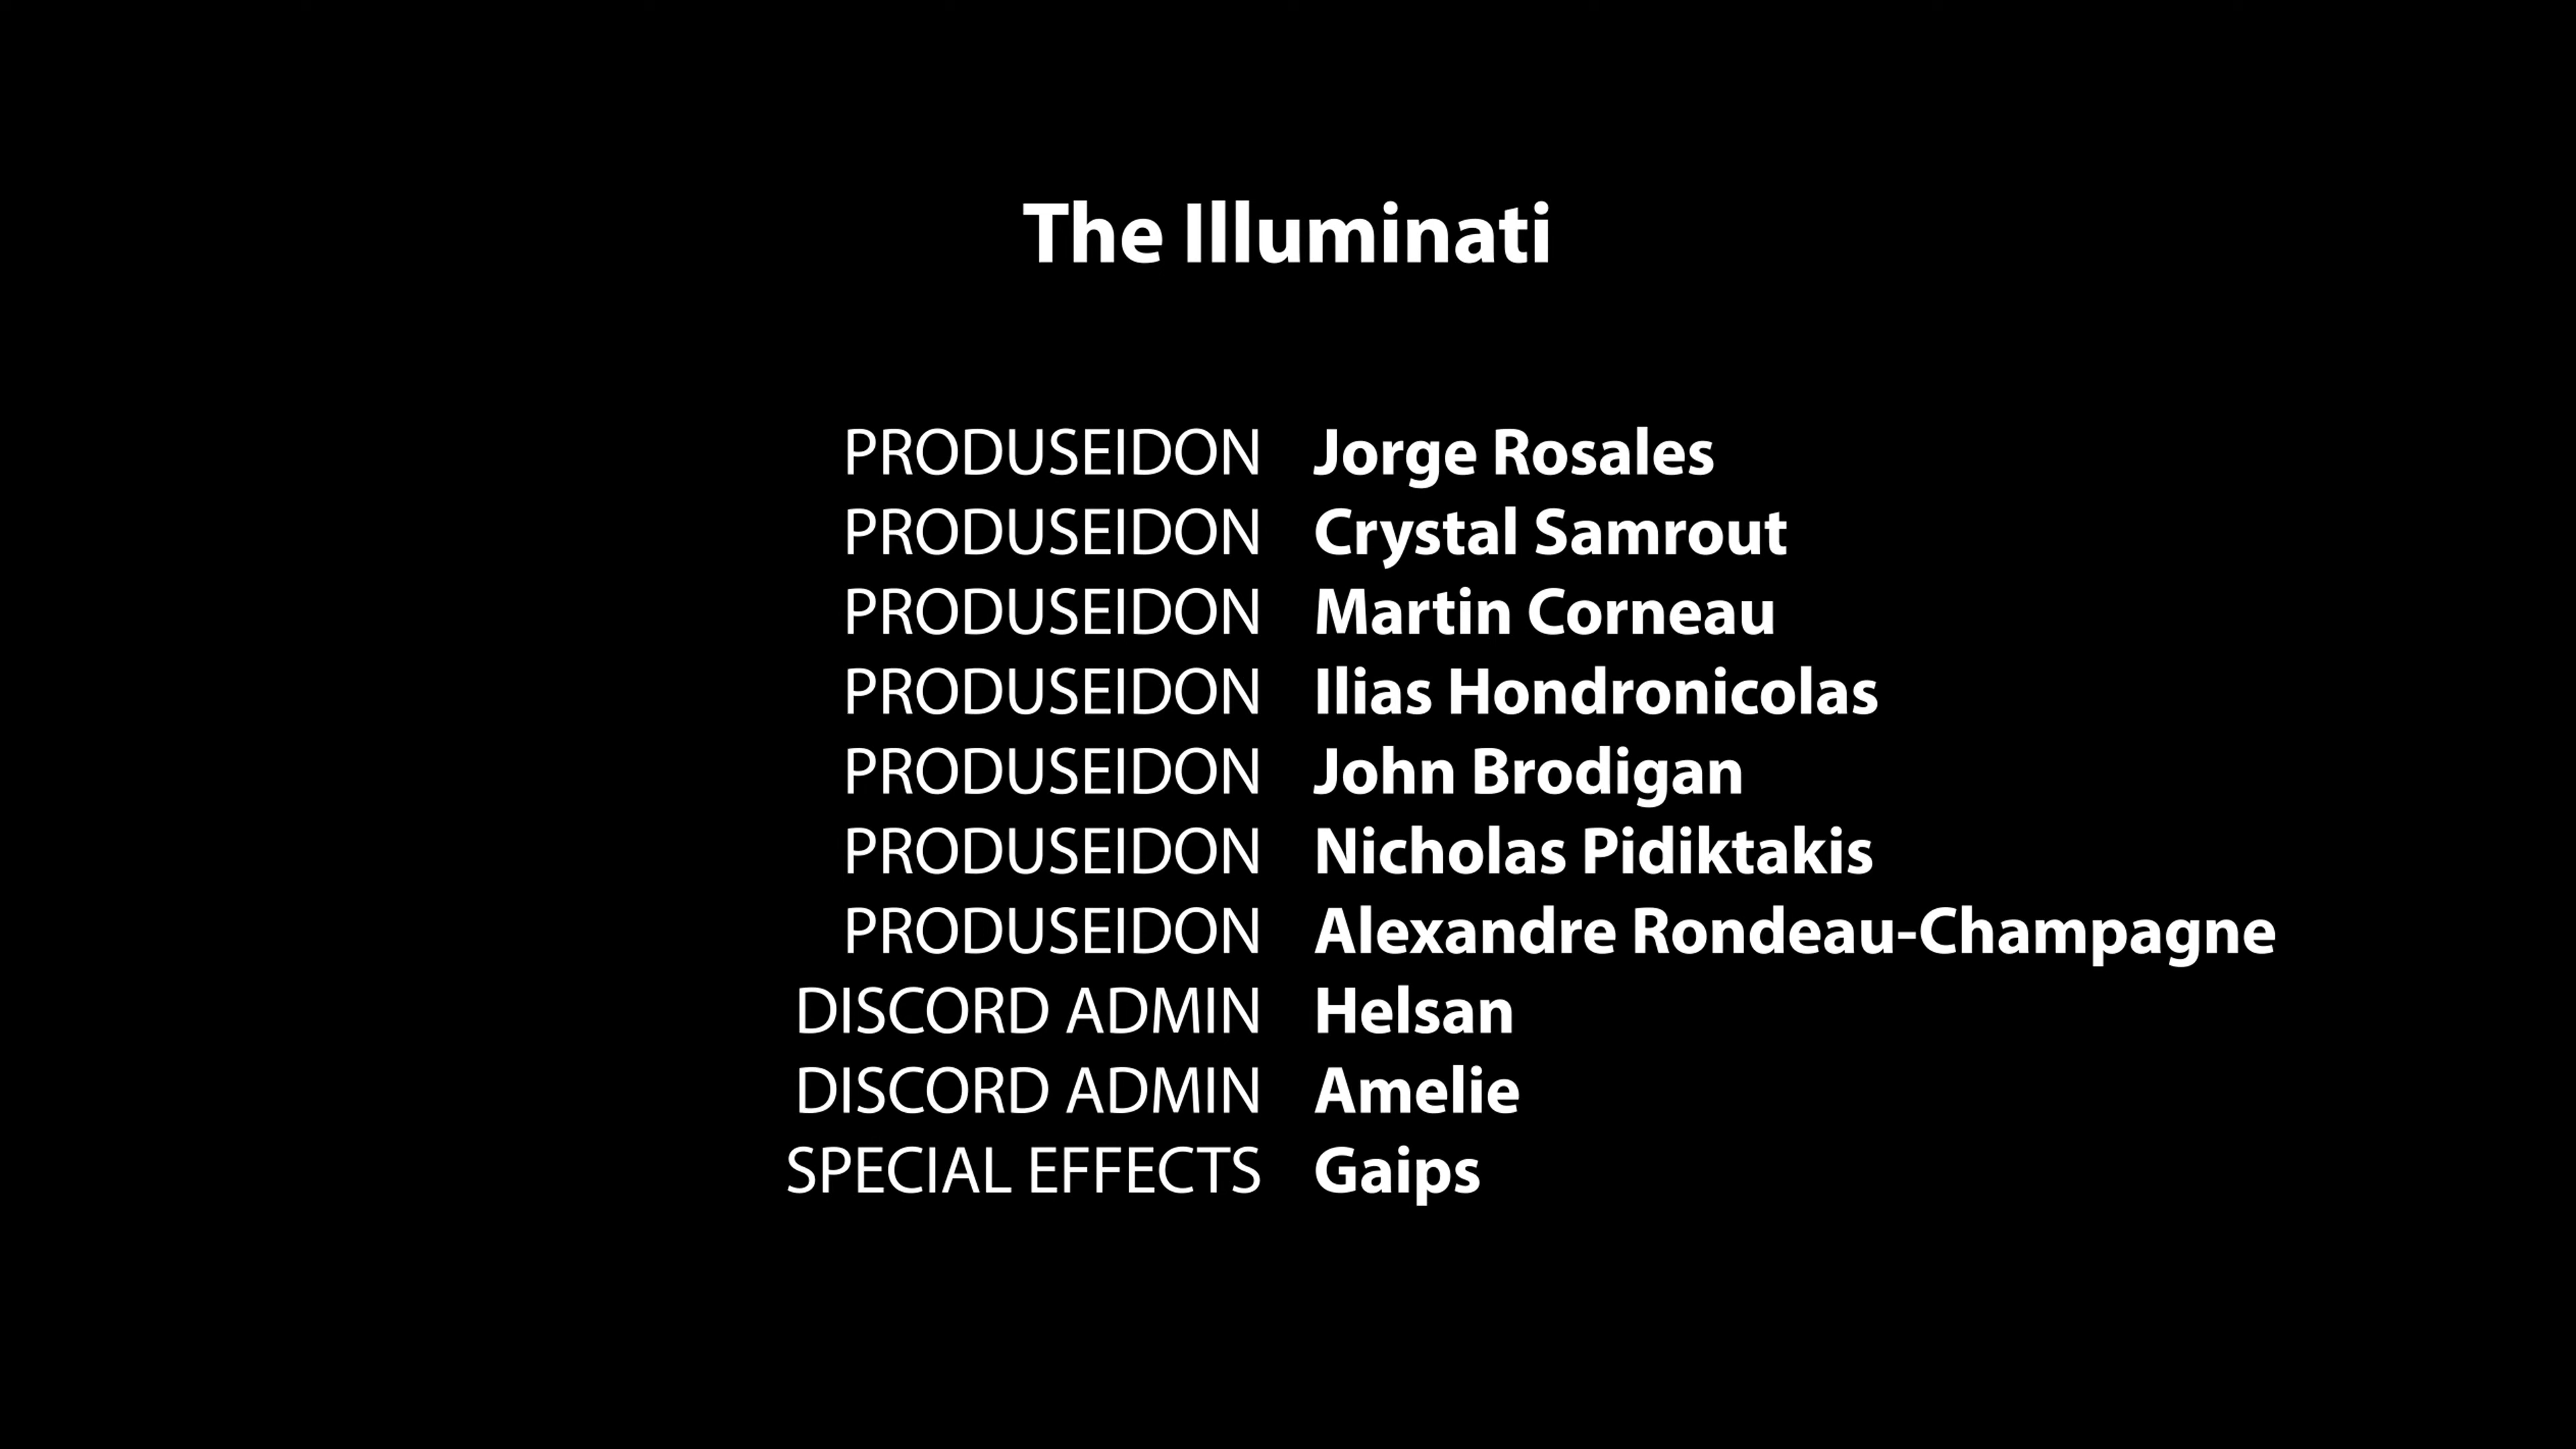 The Illuminati
PRODUSEIDON Jorge Rosales
PRODUSEIDON Crystal Samrout
PRODUSEIDON Martin Corneau
PRODUSEIDON Ilias Hondronicolas
PRODUSEIDON John Brodigan
PRODUSEIDON Nicholas Pidiktakis
PRODUSEIDON Alexandre Rondeau-Champagne
DISCORD ADMIN Helsan
DISCORD ADMIN Amelie
SPECIAL EFFECTS Gaips